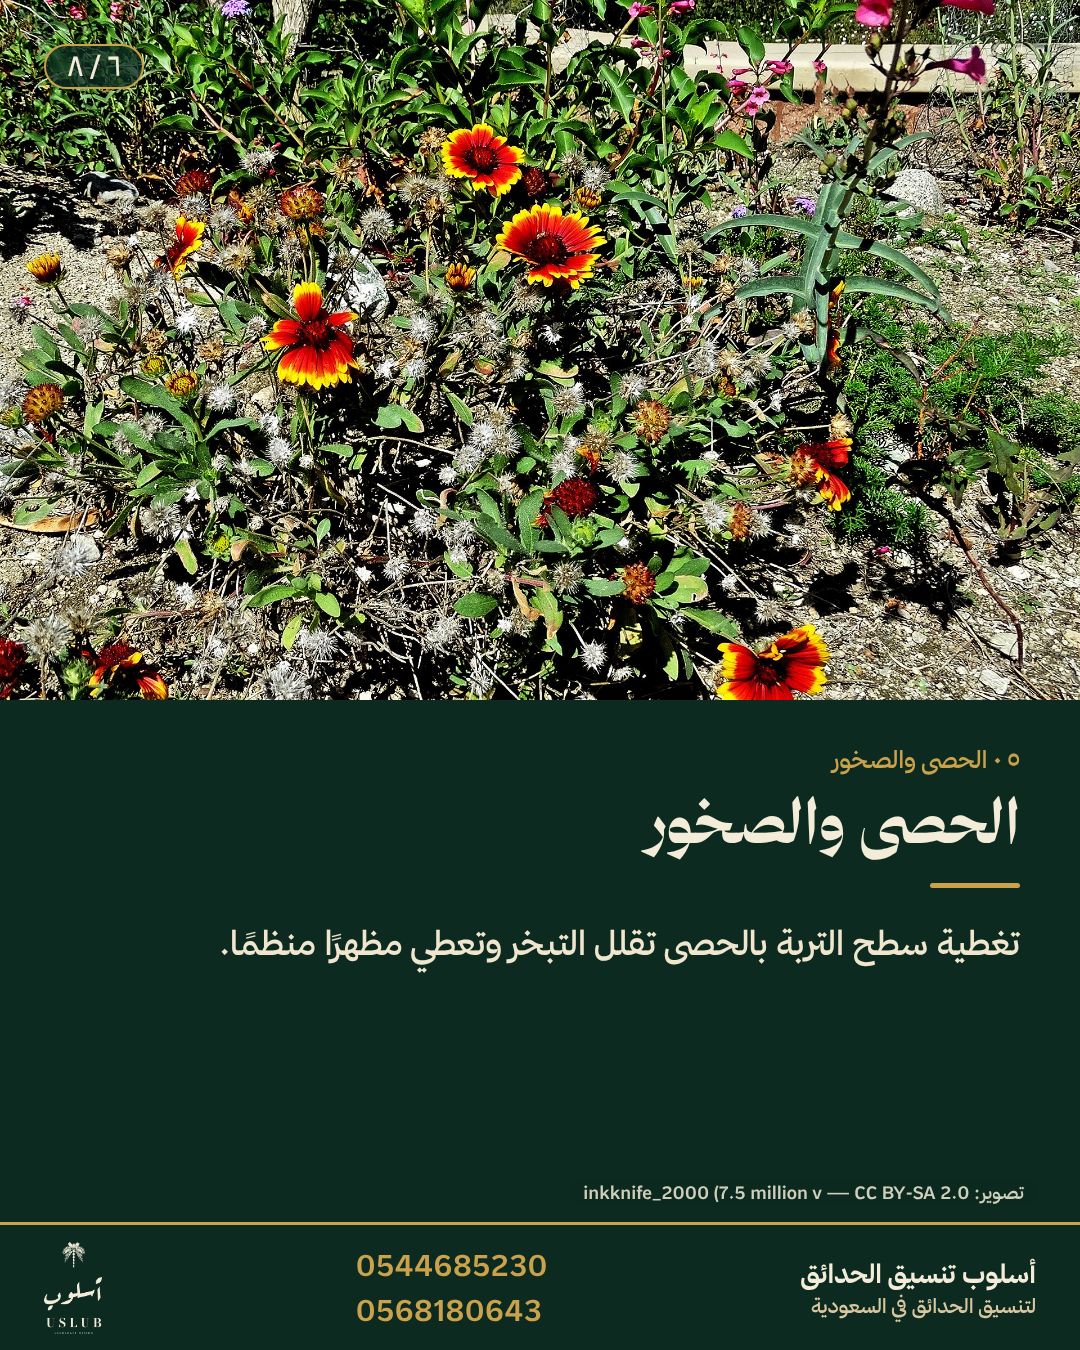 ٨/٦
٠٥ الحصى والصخور
الحصى والصخور
تغطية سطح التربة بالحصى تقلل التبخر وتعطي مظهرًا منظمًا.
تصوير: inkknife_2000 (7.5 million v — CC BY-SA 2.0
أسلوب تنسيق الحدائق
لتنسيق الحدائق في السعودية
0544685230
0568180643
أسلوب
USLUB